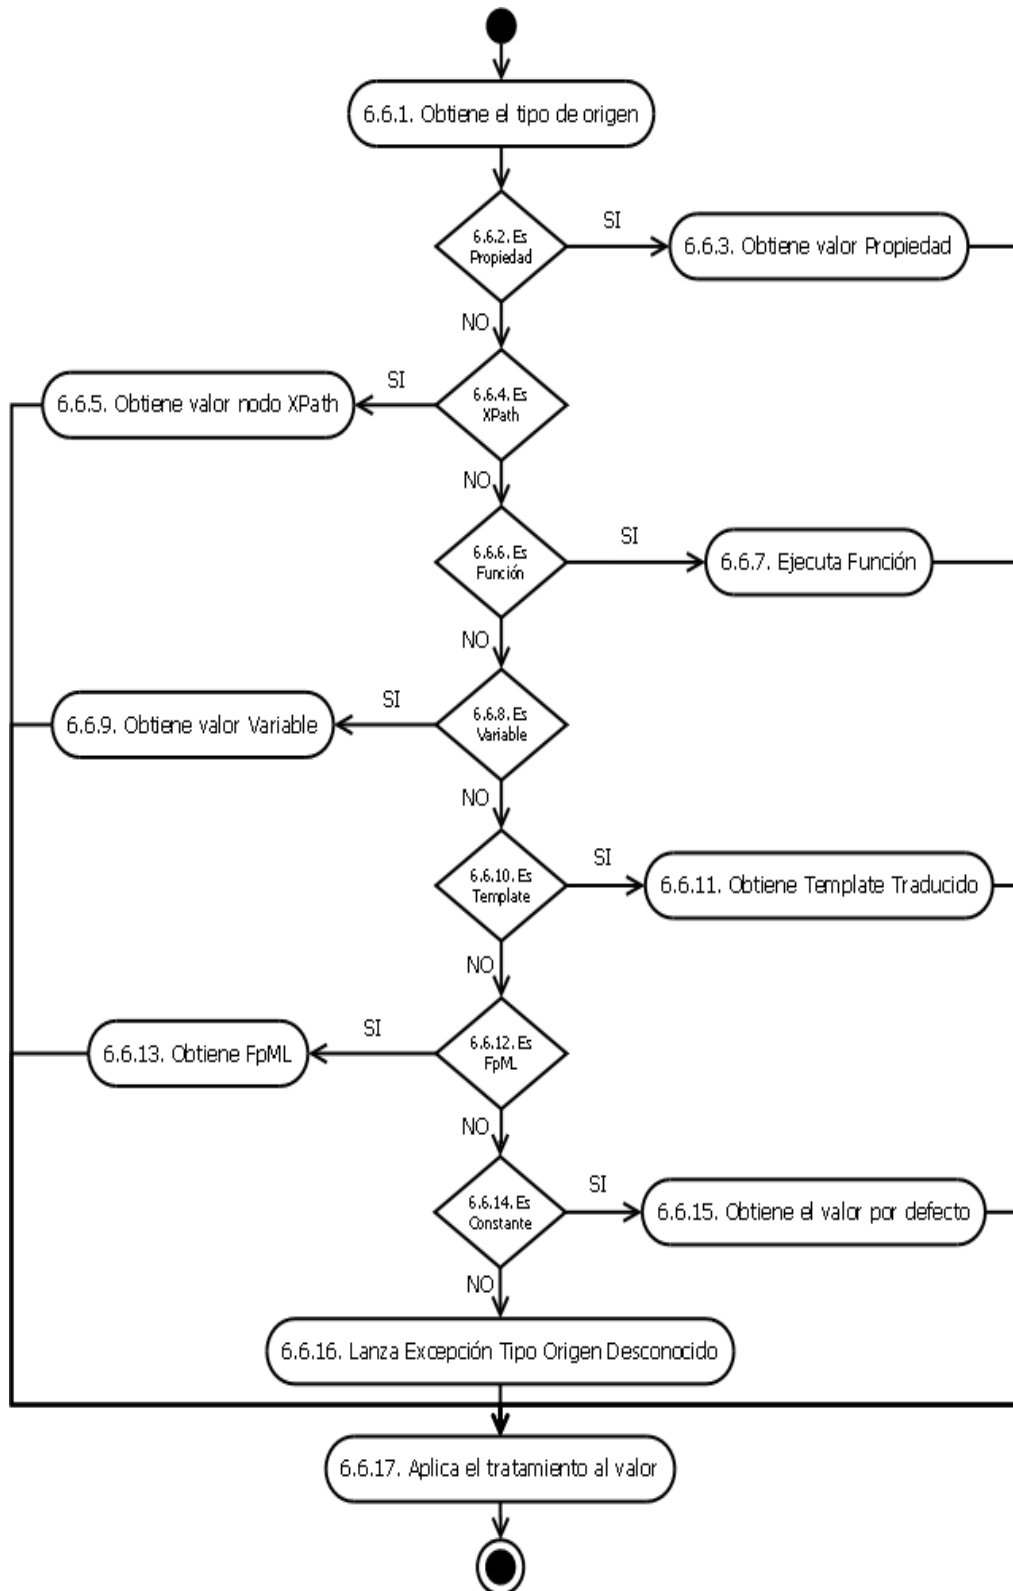 6.6.1. Obtiene el tipo de origen
6.6.2. Es
Propiedad
SI
6.6.3. Obtiene valor Propiedad
NO
6.6.4. Es
XPath
SI
6.6.5. Obtiene valor nodo XPath
NO
6.6.6. Es
Función
SI
6.6.7. Ejecuta Función
NO
6.6.8. Es
Variable
SI
6.6.9. Obtiene valor Variable
NO
6.6.10. Es
Template
SI
6.6.11. Obtiene Template Traducido
NO
6.6.12. Es
FpML
SI
6.6.13. Obtiene FpML
NO
6.6.14. Es
Constante
SI
6.6.15. Obtiene el valor por defecto
NO
6.6.16. Lanza Excepción Tipo Origen Desconocido
6.6.17. Aplica el tratamiento al valor